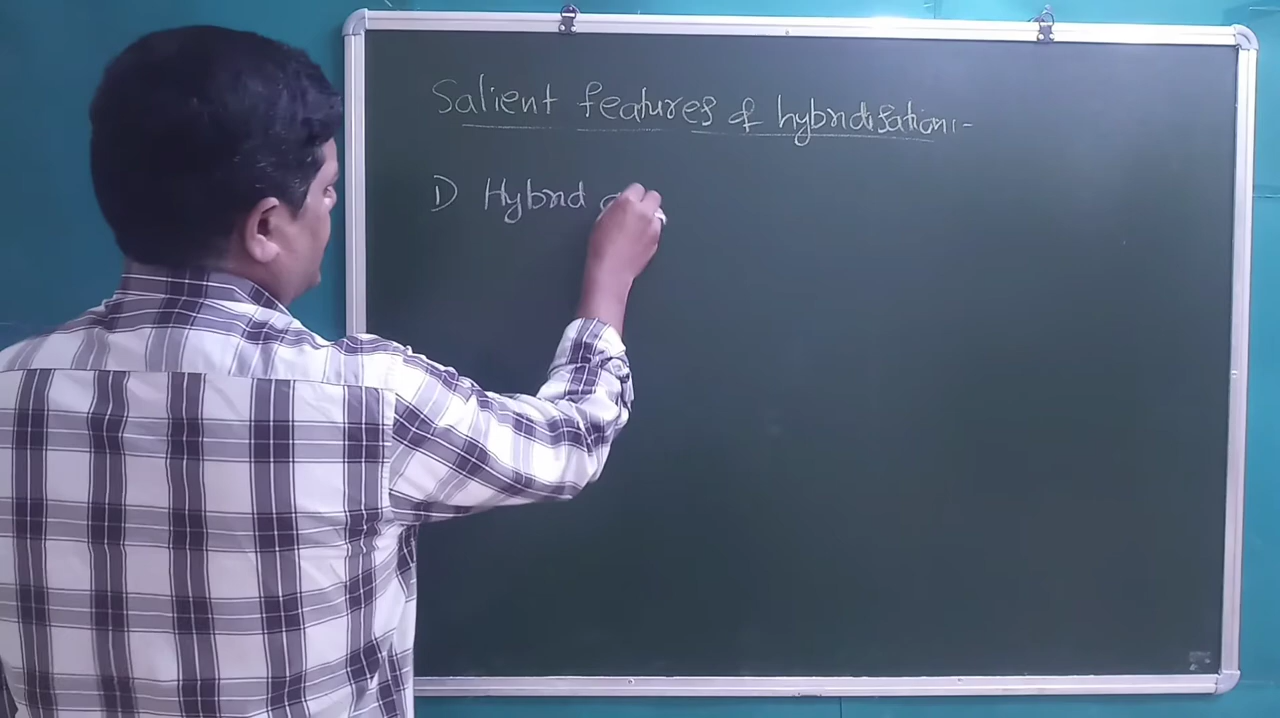 Salient features of hybridisation:-
1) Hybrid